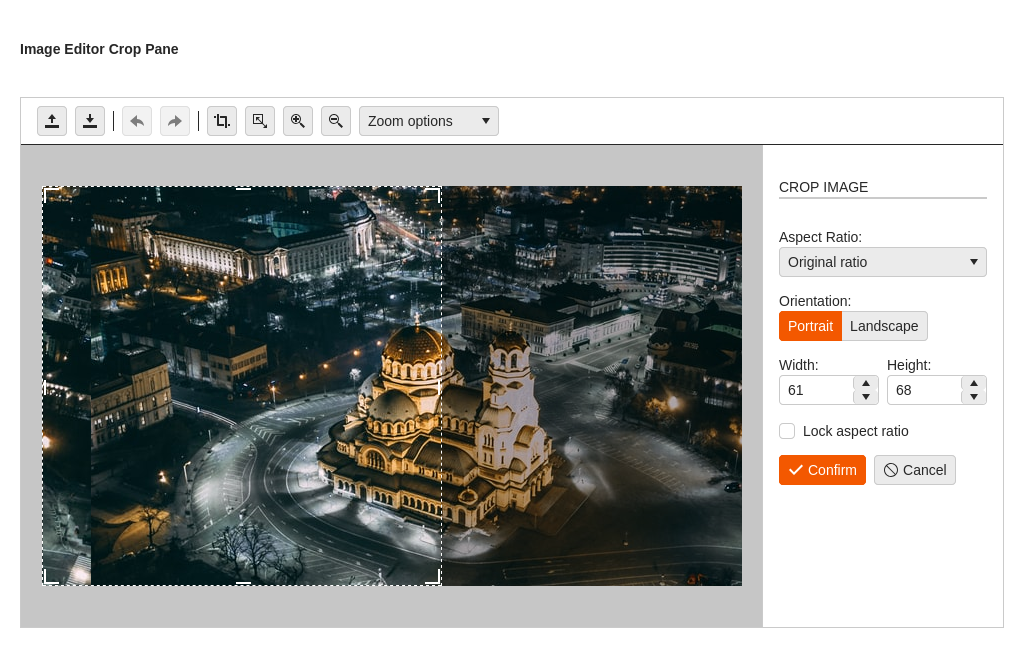 Image Editor Crop Pane
Zoom options
CROP IMAGE
Aspect Ratio:
Original ratio
Orientation:
Portrait Landscape
Width: Height:
61 68
Lock aspect ratio
Confirm Cancel